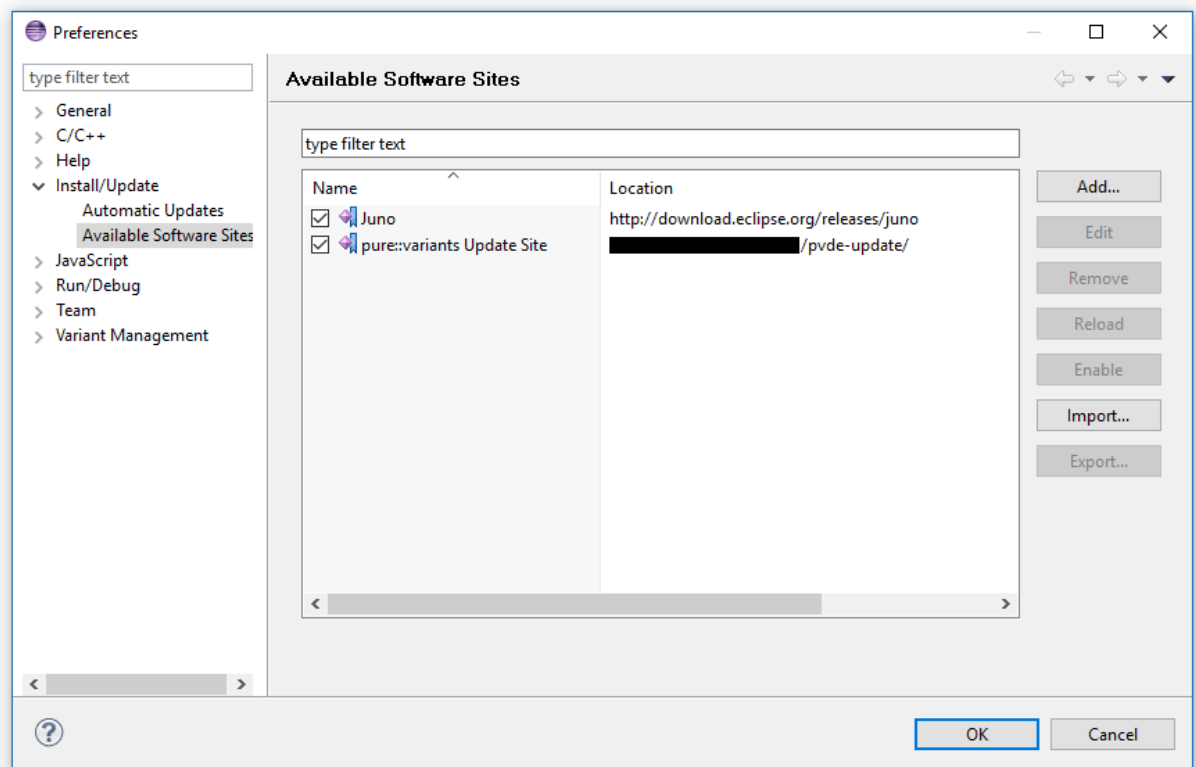 Preferences
type filter text
General
C/C++
Help
Install/Update
Automatic Updates
Available Software Sites
JavaScript
Run/Debug
Team
Variant Management
Available Software Sites
type filter text
Name Location
Juno http://download.eclipse.org/releases/juno
pure::variants Update Site /pvde-update/
Add...
Edit
Remove
Reload
Enable
Import...
Export...
?
OK Cancel